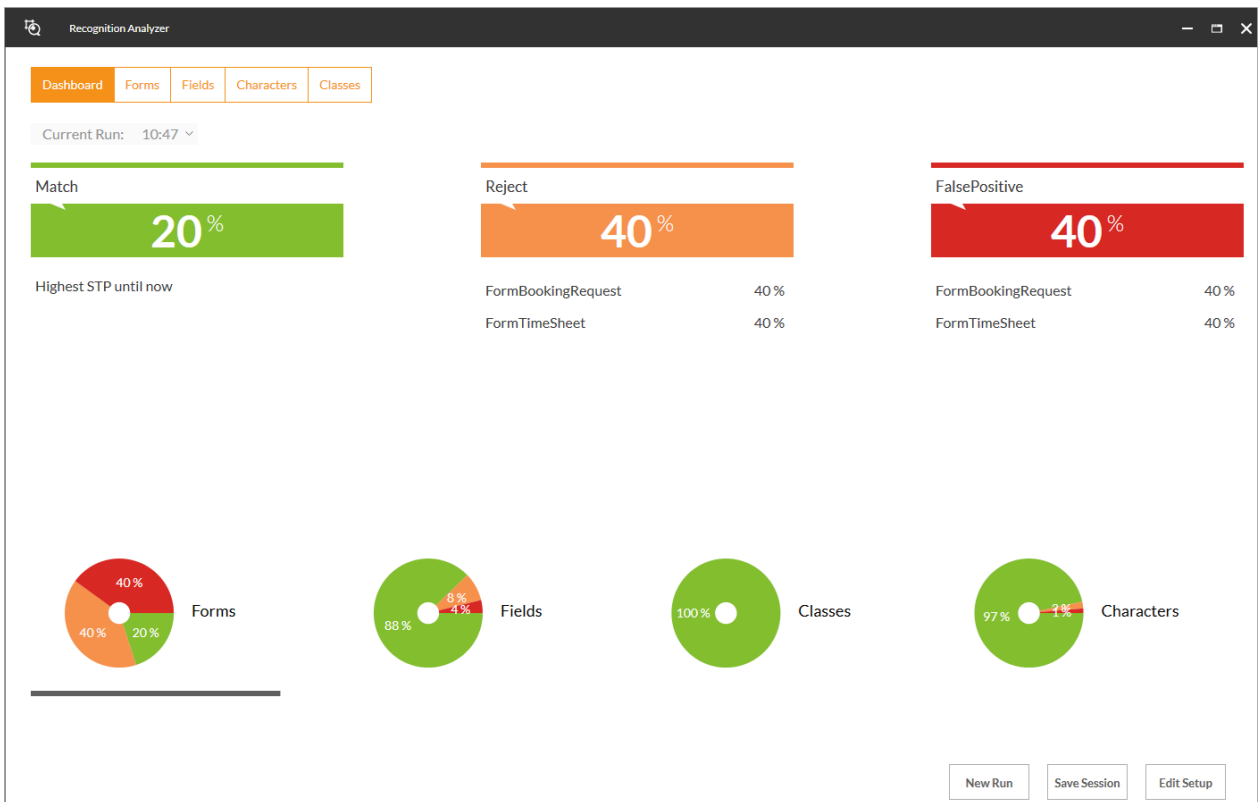 Recognition Analyzer
Dashboard Forms Fields Characters Classes
Current Run: 10:47
Match
20 %
Highest STP until now
Reject
40 %
FormBookingRequest 40 %
FormTimeSheet 40 %
FalsePositive
40 %
FormBookingRequest 40 %
FormTimeSheet 40 %
40 %
40 %
20 %
Forms
8 %
4 %
88 %
Fields
100 %
Classes
97 %
1 %
Characters
New Run Save Session Edit Setup